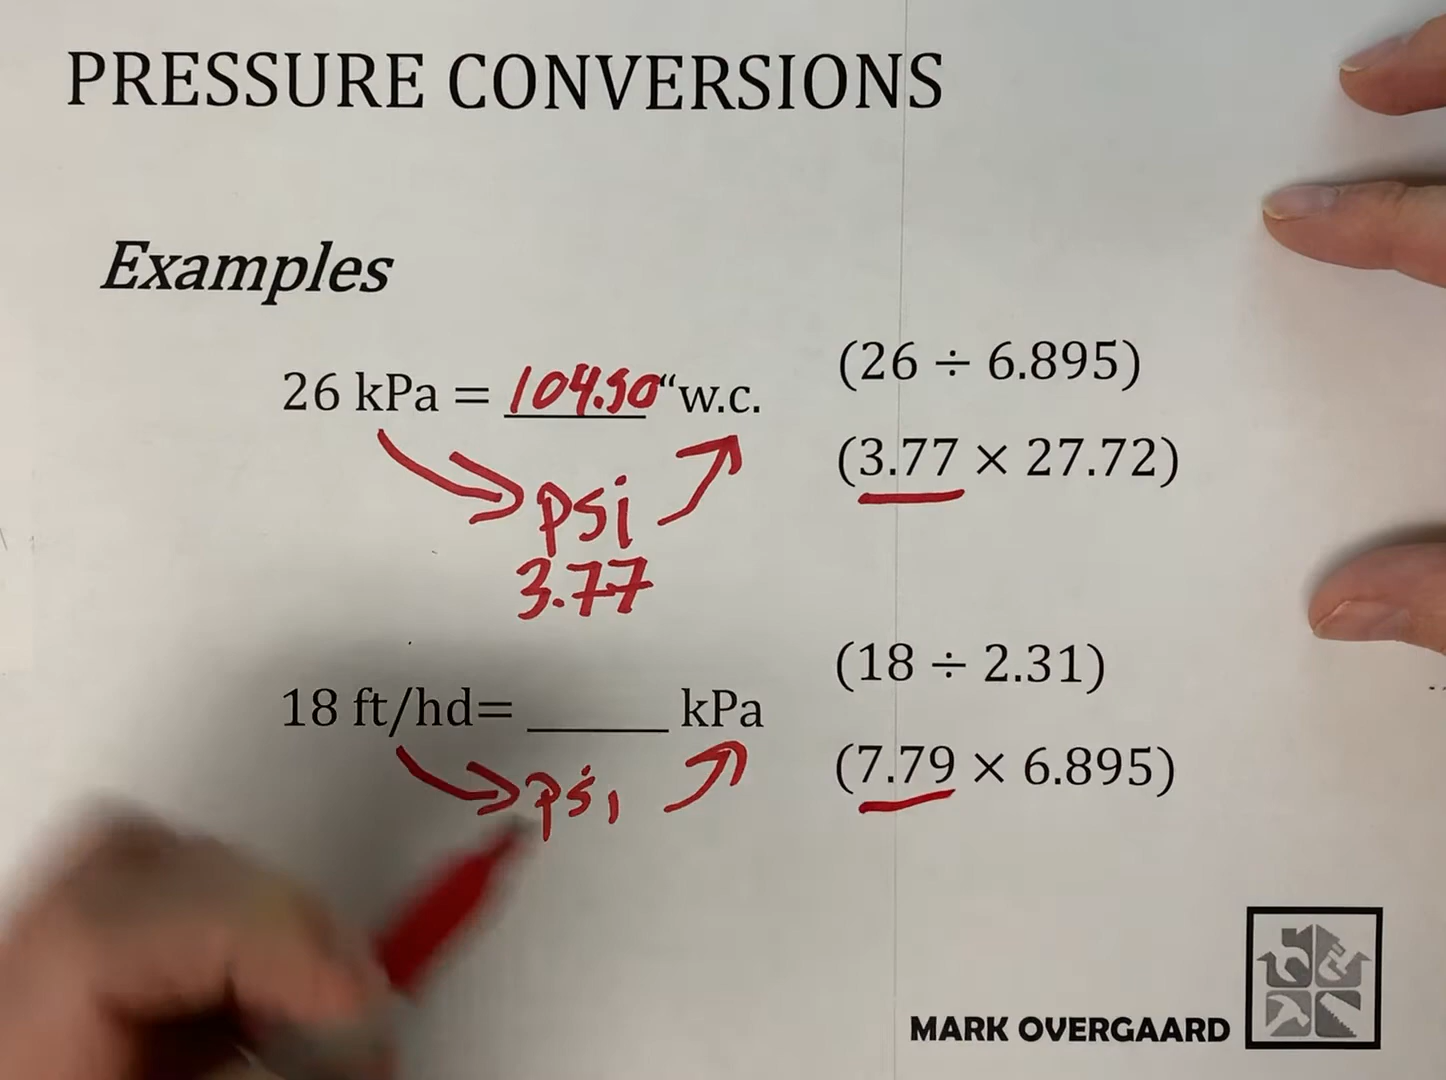 PRESSURE CONVERSIONS
Examples
26 kPa = 104.50 “w.c.
(26 ÷ 6.895)
(3.77 × 27.72)
psi
3.77
18 ft/hd= ______ kPa
(18 ÷ 2.31)
(7.79 × 6.895)
psi
MARK OVERGAARD